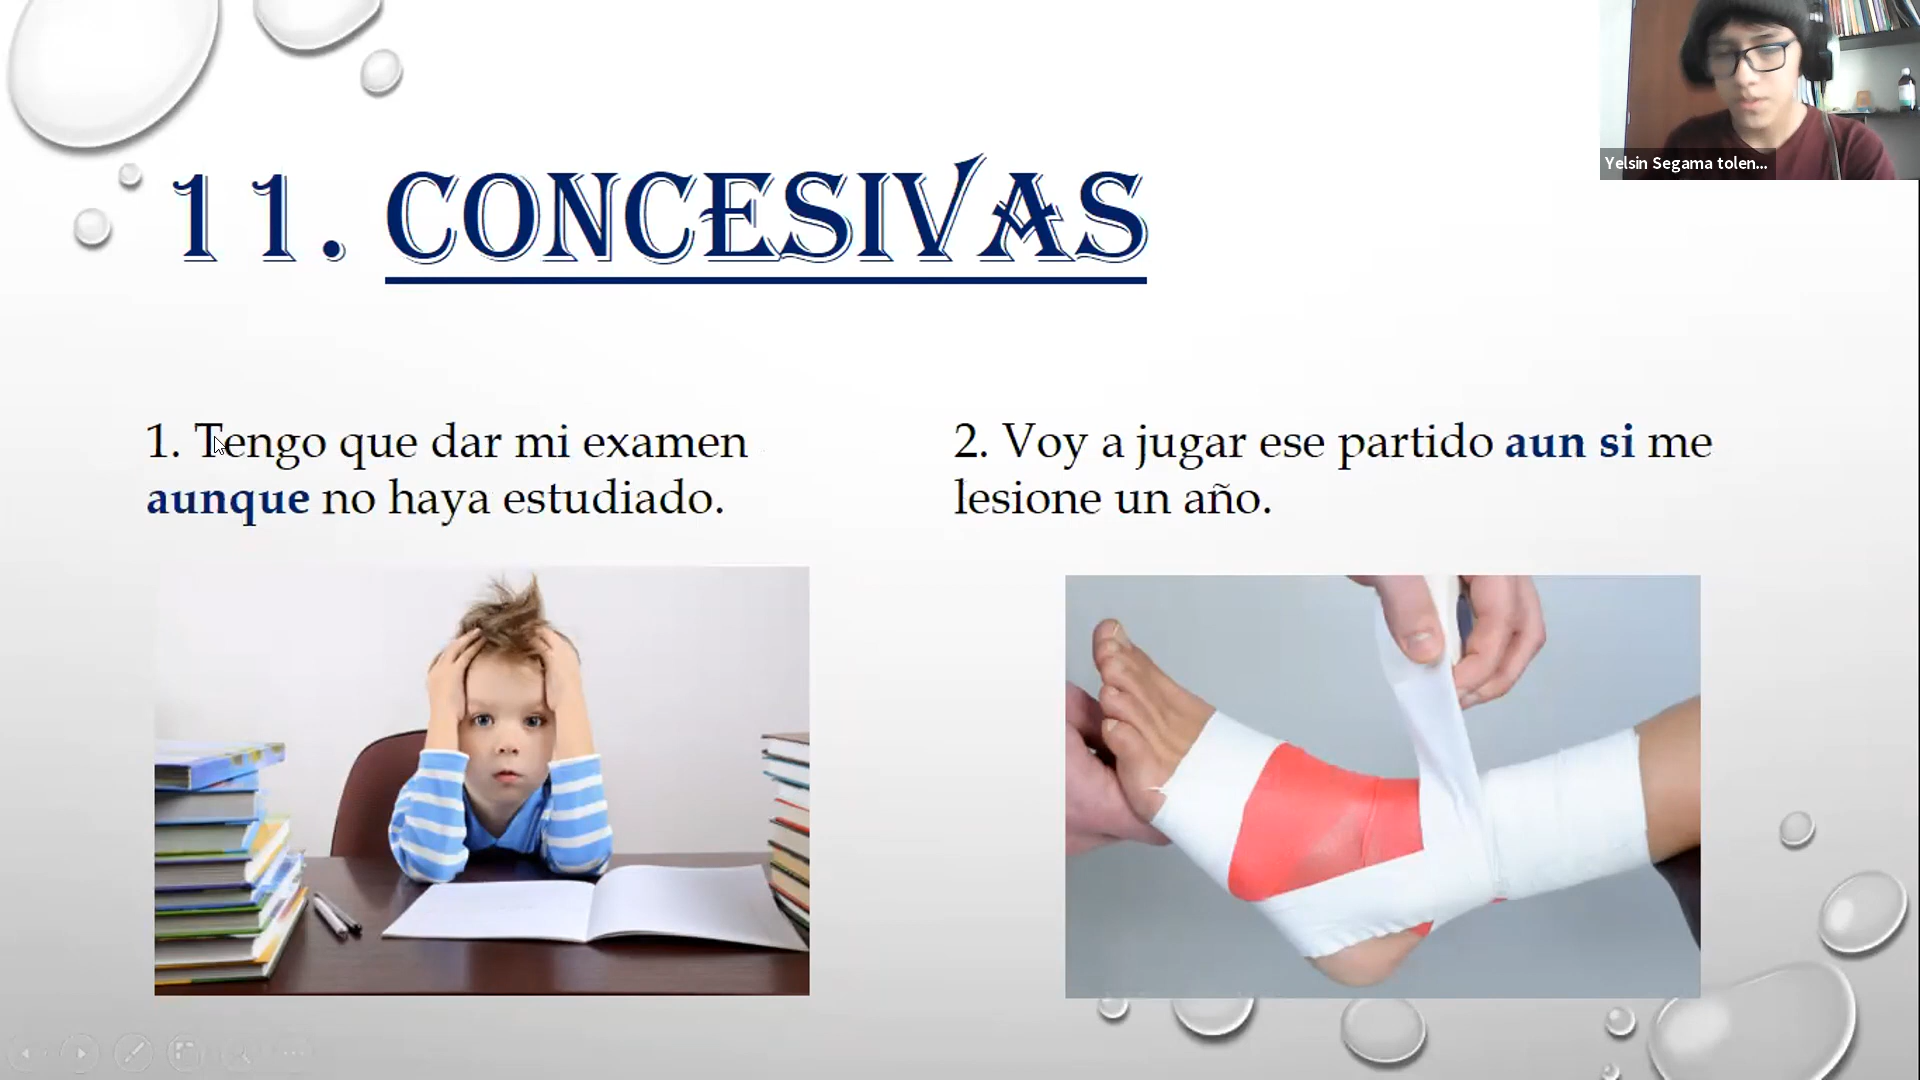 11. CONCESIVAS
Yelsin Segama tolen...
1. Tengo que dar mi examen
aunque no haya estudiado.
2. Voy a jugar ese partido aun si me
lesione un año.